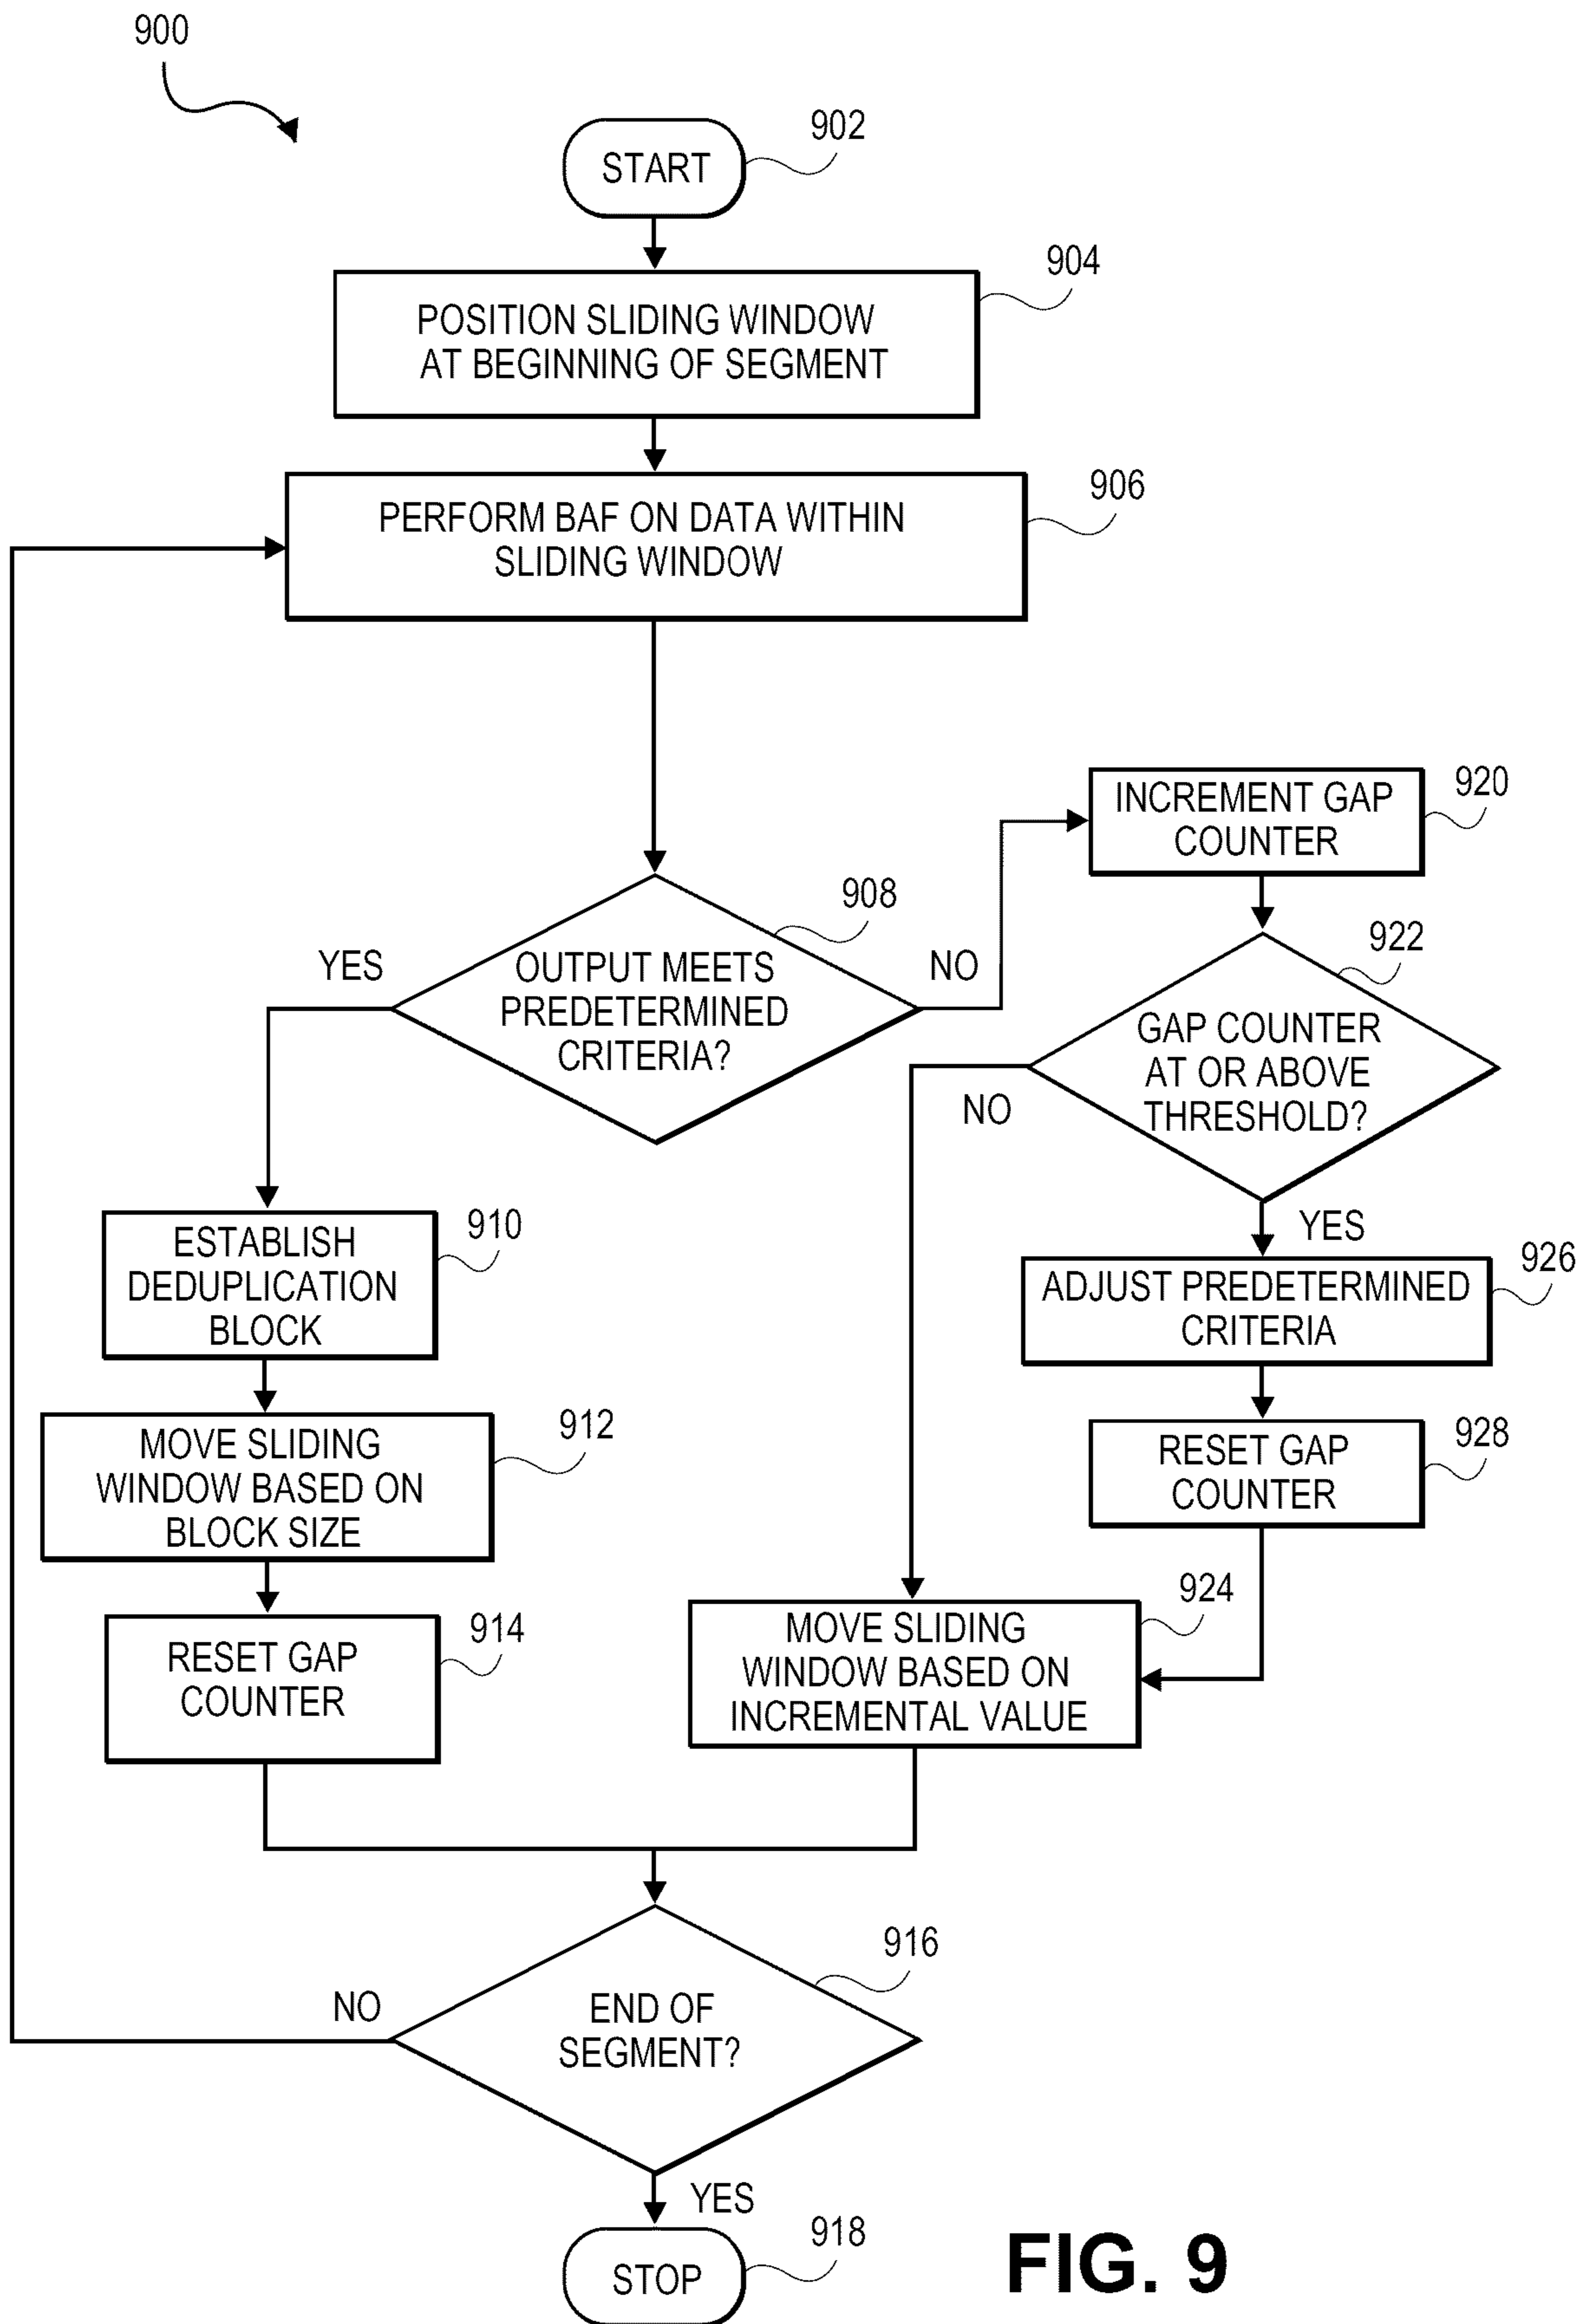 900
902
START
904
POSITION SLIDING WINDOW
AT BEGINNING OF SEGMENT
906
PERFORM BAF ON DATA WITHIN
SLIDING WINDOW
908
OUTPUT MEETS
PREDETERMINED
CRITERIA?
YES
NO
920
INCREMENT GAP
COUNTER
922
GAP COUNTER
AT OR ABOVE
THRESHOLD?
NO
YES
910
ESTABLISH
DEDUPLICATION
BLOCK
926
ADJUST PREDETERMINED
CRITERIA
912
MOVE SLIDING
WINDOW BASED ON
BLOCK SIZE
928
RESET GAP
COUNTER
914
RESET GAP
COUNTER
924
MOVE SLIDING
WINDOW BASED ON
INCREMENTAL VALUE
916
END OF
SEGMENT?
NO
YES
918
STOP
FIG. 9